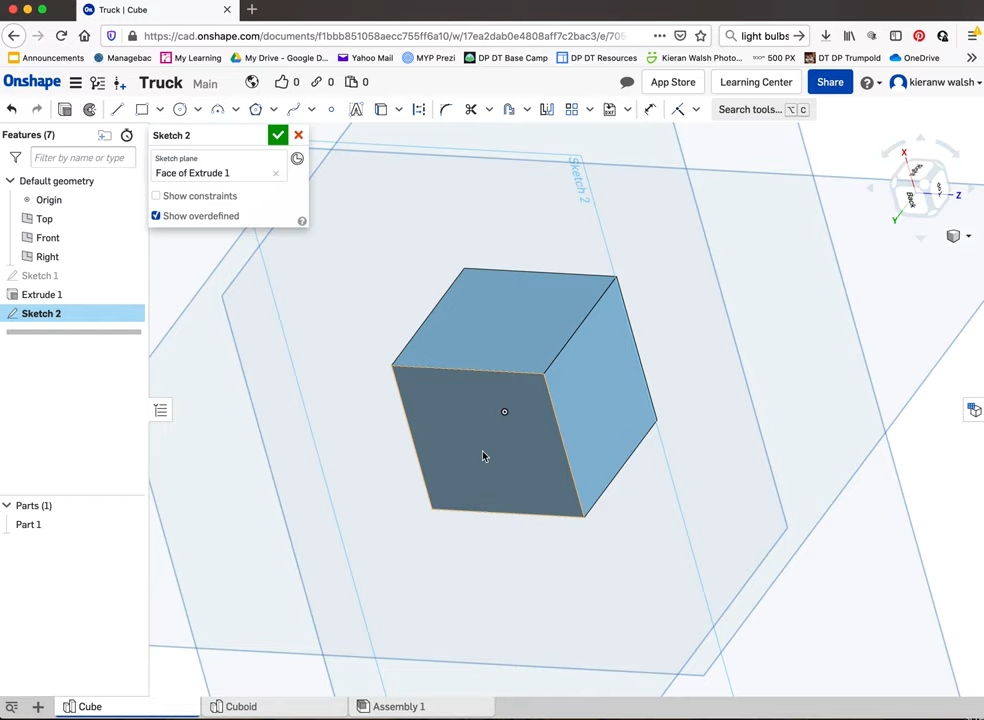 Truck | Cube
https://cad.onshape.com/documents/f1bbb851058aecc755ff6a10/w/17ea2dab0e4808aff7c2bac3/e/705
light bulbs
Announcements
Managebac
My Learning
My Drive - Google D...
Yahoo Mail
MYP Prezi
DP DT Base Camp
DP DT Resources
Kieran Walsh Photo...
500 PX
DT DP Trumpold
OneDrive
Onshape
Truck
Main
0
0
0
App Store
Learning Center
Share
kieranw walsh
Search tools...
C
Features (7)
Filter by name or type
Default geometry
Origin
Top
Front
Right
Sketch 1
Extrude 1
Sketch 2
Sketch 2
Sketch plane
Face of Extrude 1
Show constraints
Show overdefined
Sketch 2
X
Z
Y
Back
Parts (1)
Part 1
Cube
Cuboid
Assembly 1